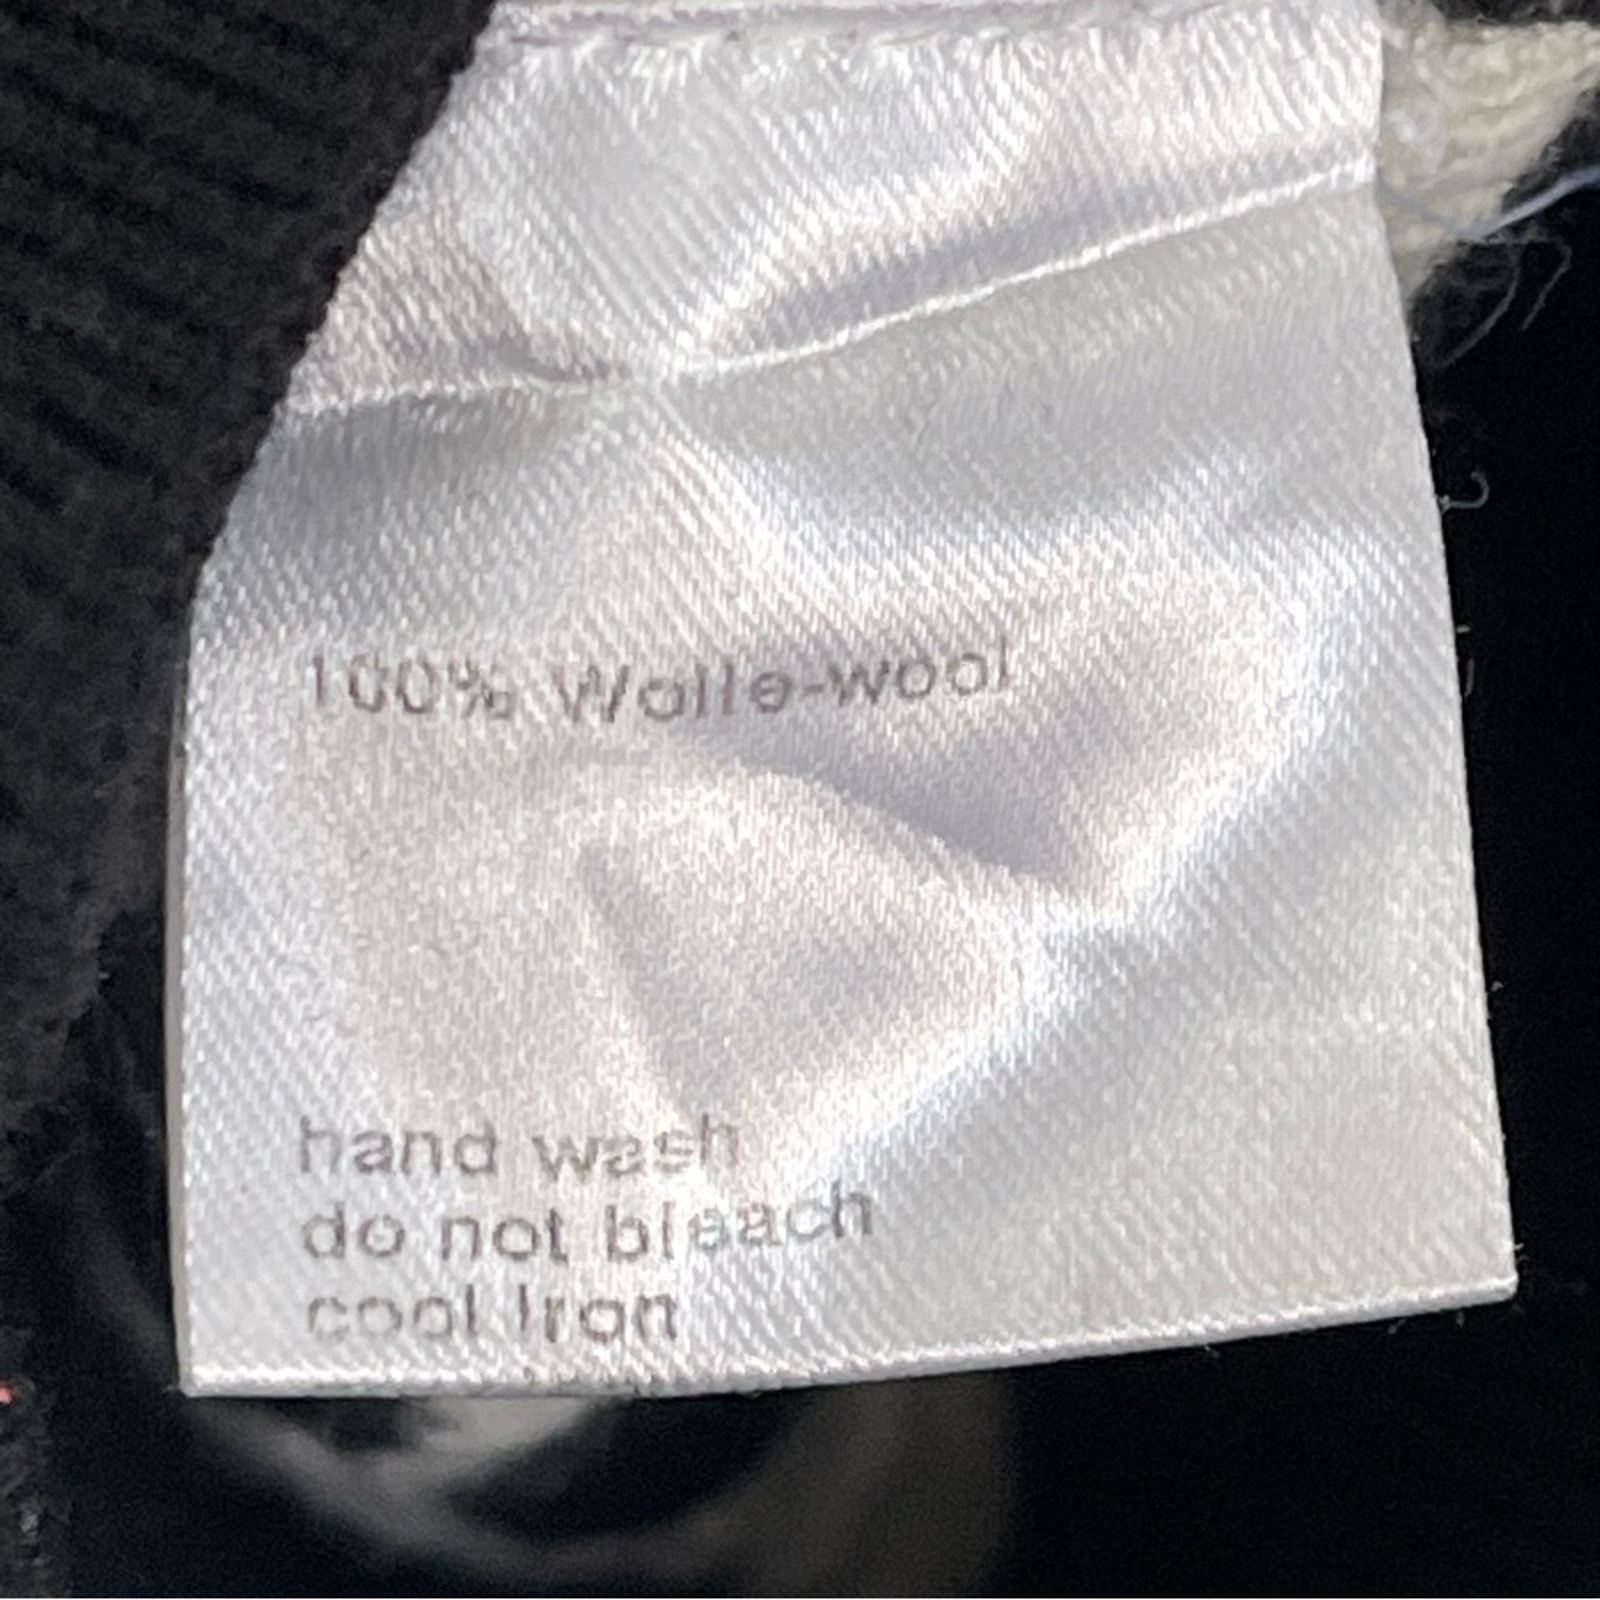 100% Wolle-wool
hand wash
do not bleach
cool iron